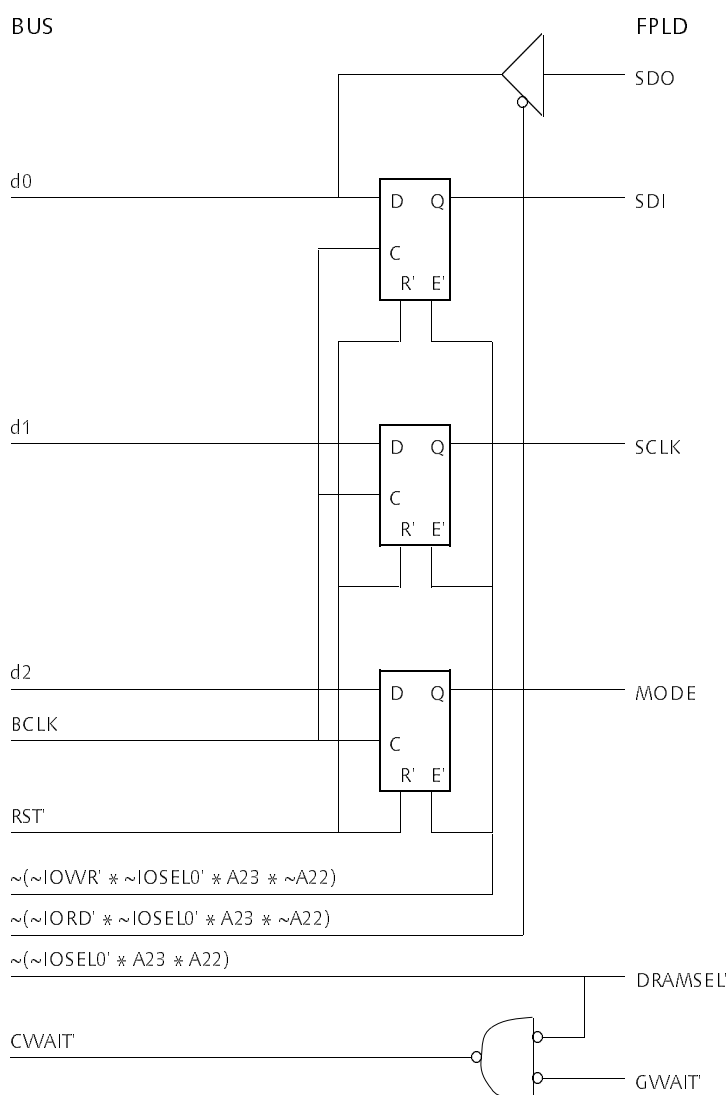 BUS FPLD
SDO
d0
D Q SDI
C
R' E'
d1
D Q SCLK
C
R' E'
d2
D Q MODE
BCLK
C
R' E'
RST'
~(~IOWR' * ~IOSEL0' * A23 * ~A22)
~(~IORD' * ~IOSEL0' * A23 * ~A22)
~(~IOSEL0' * A23 * A22)
DRAMSEL'
CWAIT'
GWAIT'